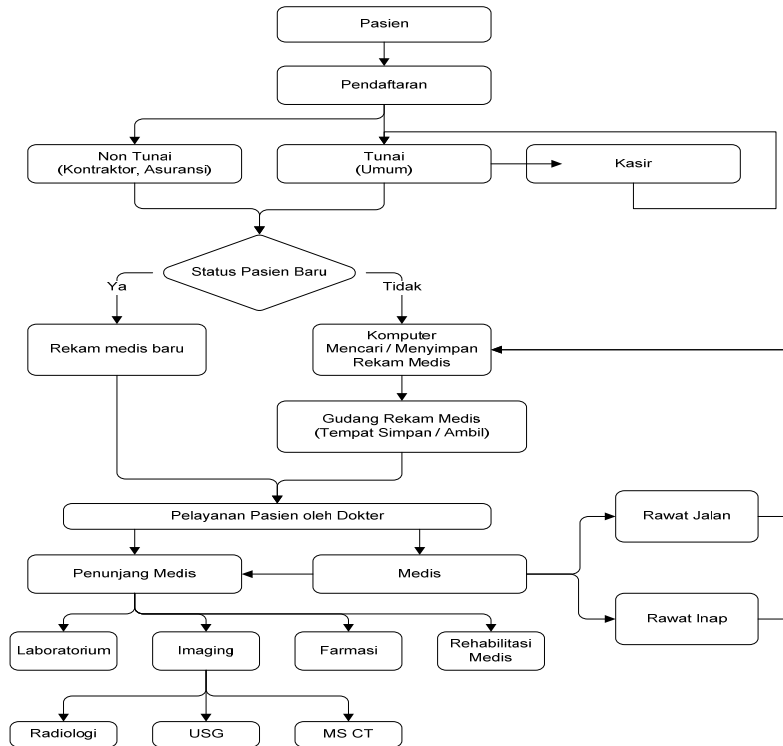 Pasien
Pendaftaran
Non Tunai
(Kontraktor, Asuransi)
Tunai
(Umum)
Kasir
Status Pasien Baru
Ya
Tidak
Rekam medis baru
Komputer
Mencari / Menyimpan
Rekam Medis
Gudang Rekam Medis
(Tempat Simpan / Ambil)
Pelayanan Pasien oleh Dokter
Rawat Jalan
Penunjang Medis
Medis
Rawat Inap
Laboratorium
Imaging
Farmasi
Rehabilitasi
Medis
Radiologi
USG
MS CT